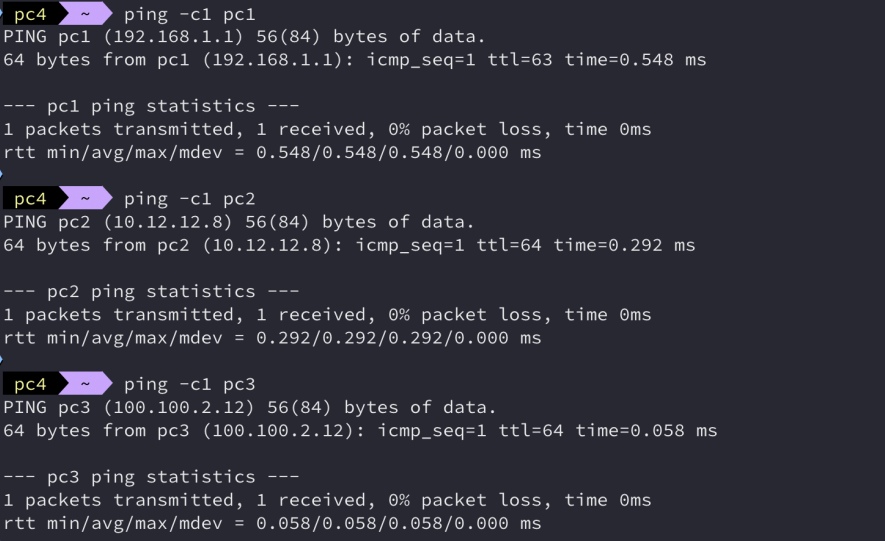 pc4 ~ ping -c1 pc1
PING pc1 (192.168.1.1) 56(84) bytes of data.
64 bytes from pc1 (192.168.1.1): icmp_seq=1 ttl=63 time=0.548 ms
--- pc1 ping statistics ---
1 packets transmitted, 1 received, 0% packet loss, time 0ms
rtt min/avg/max/mdev = 0.548/0.548/0.548/0.000 ms
pc4 ~ ping -c1 pc2
PING pc2 (10.12.12.8) 56(84) bytes of data.
64 bytes from pc2 (10.12.12.8): icmp_seq=1 ttl=64 time=0.292 ms
--- pc2 ping statistics ---
1 packets transmitted, 1 received, 0% packet loss, time 0ms
rtt min/avg/max/mdev = 0.292/0.292/0.292/0.000 ms
pc4 ~ ping -c1 pc3
PING pc3 (100.100.2.12) 56(84) bytes of data.
64 bytes from pc3 (100.100.2.12): icmp_seq=1 ttl=64 time=0.058 ms
--- pc3 ping statistics ---
1 packets transmitted, 1 received, 0% packet loss, time 0ms
rtt min/avg/max/mdev = 0.058/0.058/0.058/0.000 ms